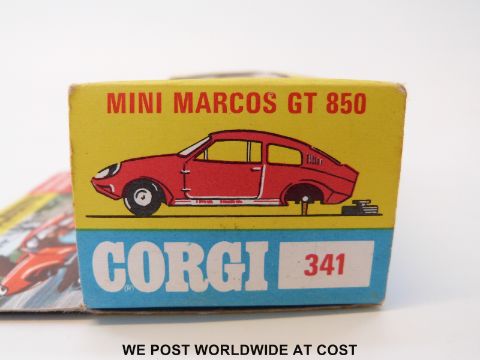 MINI MARCOS GT 850
CORGI 341
(R)
WE POST WORLDWIDE AT COST